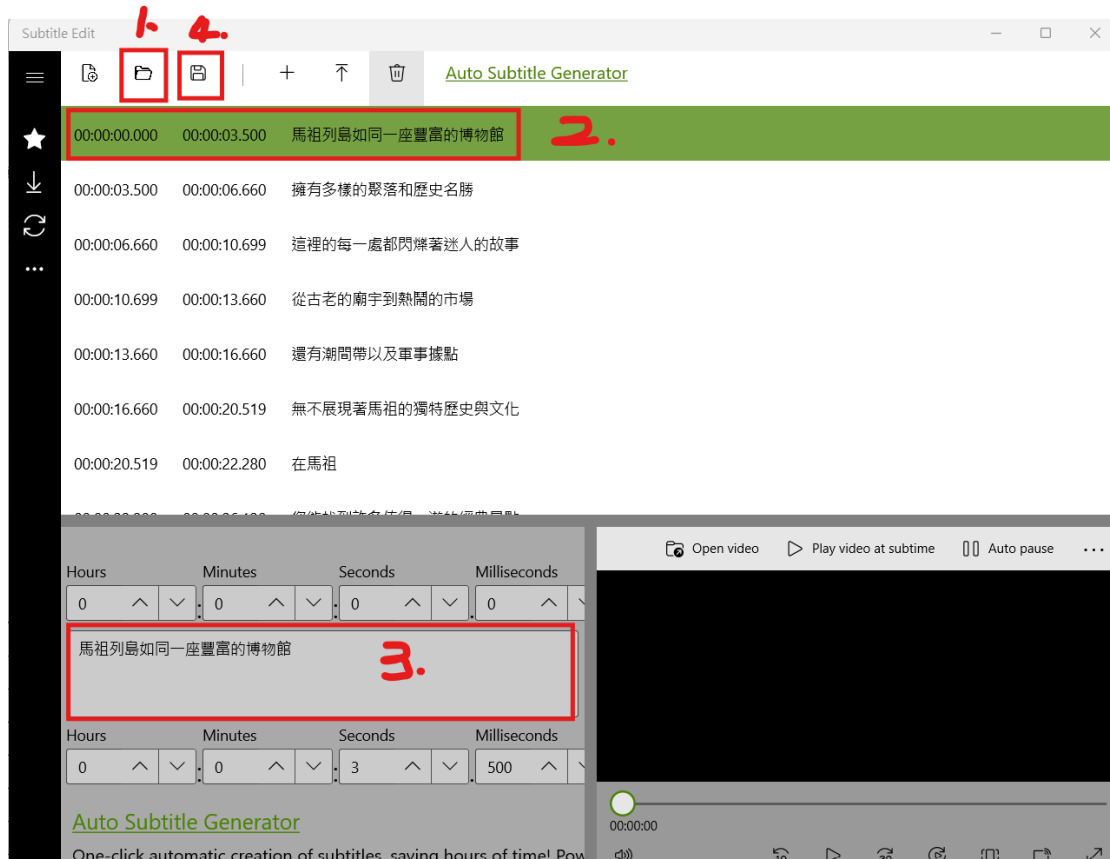 1.
4.
Subtitle Edit
Auto Subtitle Generator
00:00:00.000 00:00:03.500 馬祖列島如同一座豐富的博物館
2.
00:00:03.500 00:00:06.660 擁有多樣的聚落和歷史名勝
00:00:06.660 00:00:10.699 這裡的每一處都閃爍著迷人的故事
00:00:10.699 00:00:13.660 從古老的廟宇到熱鬧的市場
00:00:13.660 00:00:16.660 還有潮間帶以及軍事據點
00:00:16.660 00:00:20.519 無不展現著馬祖的獨特歷史與文化
00:00:20.519 00:00:22.280 在馬祖
Open video Play video at subtime Auto pause
Hours Minutes Seconds Milliseconds
0 : 0 : 0 . 0
馬祖列島如同一座豐富的博物館
3.
Hours Minutes Seconds Milliseconds
0 : 0 : 3 . 500
00:00:00
Auto Subtitle Generator
One-click automatic creation of subtitles, saving hours of time!
10 30